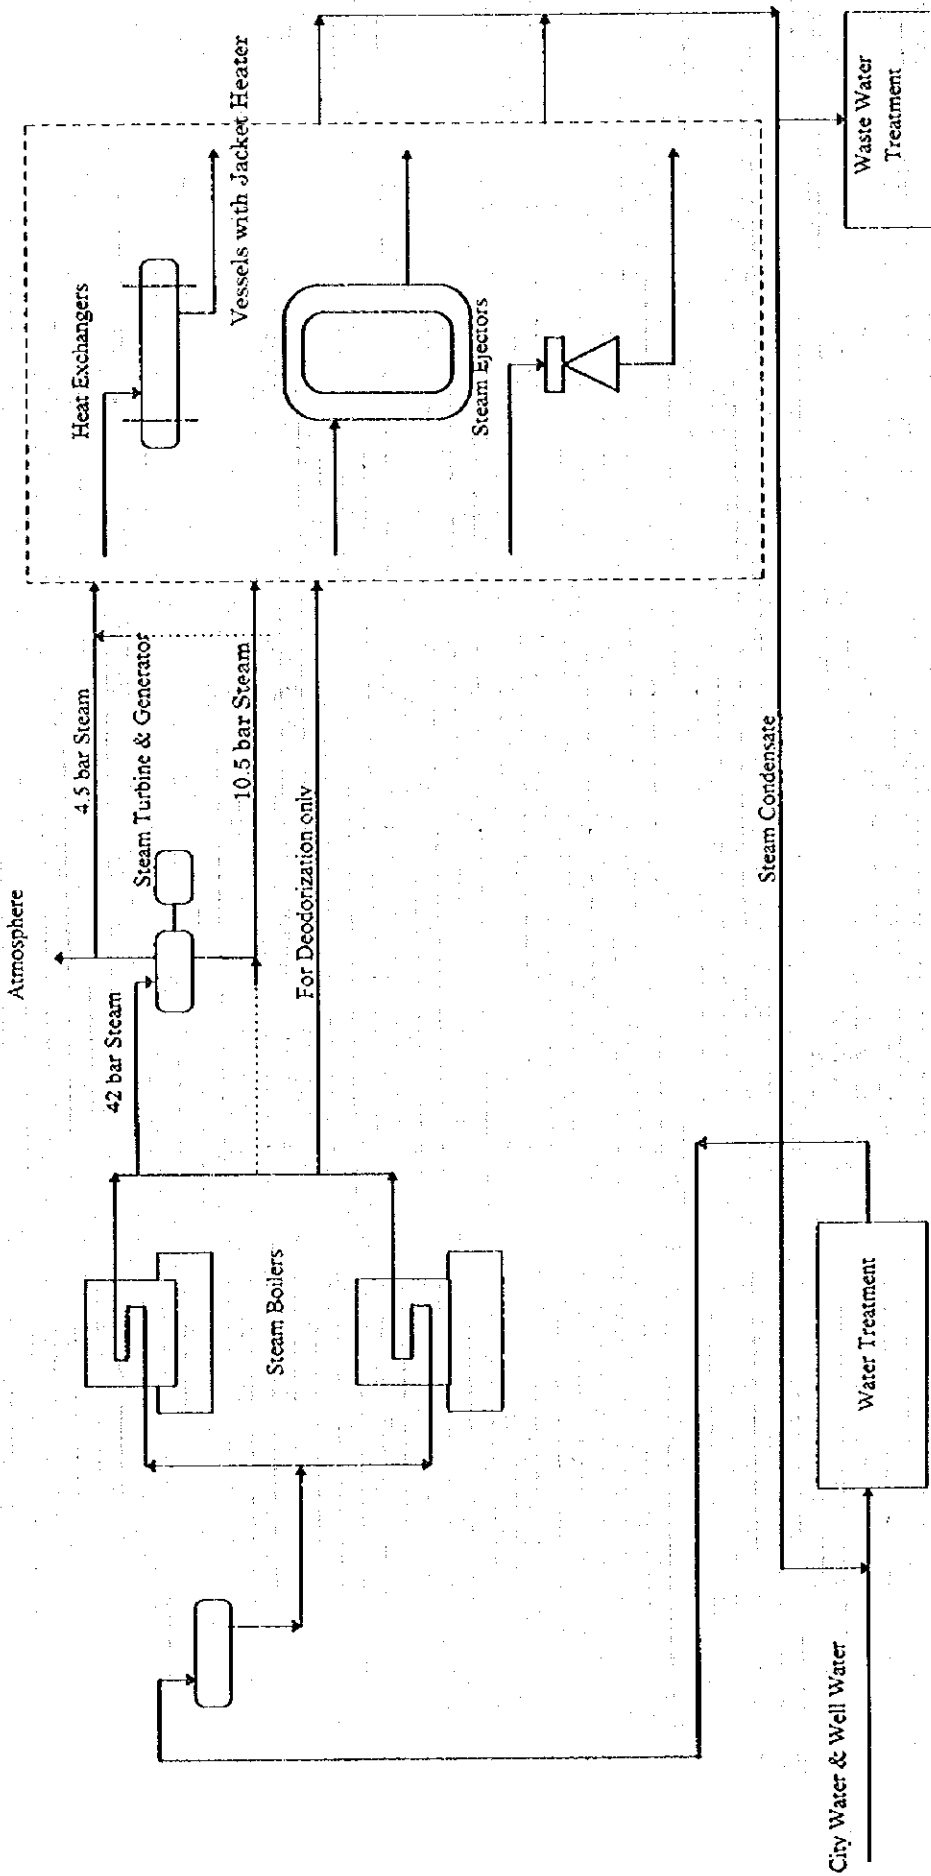 Atmosphere
42 bar Steam
4.5 bar Steam
Steam Turbine & Generator
10.5 bar Steam
For Deodorization only
Heat Exchangers
Vessels with Jacket Heater
Steam Ejectors
Steam Boilers
Steam Condensate
City Water & Well Water
Water Treatment
Waste Water
Treatment